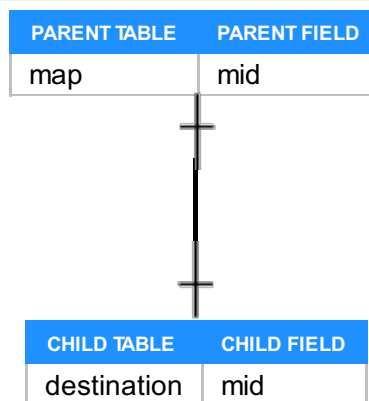 PARENT TABLE PARENT FIELD
map mid
CHILD TABLE CHILD FIELD
destination mid